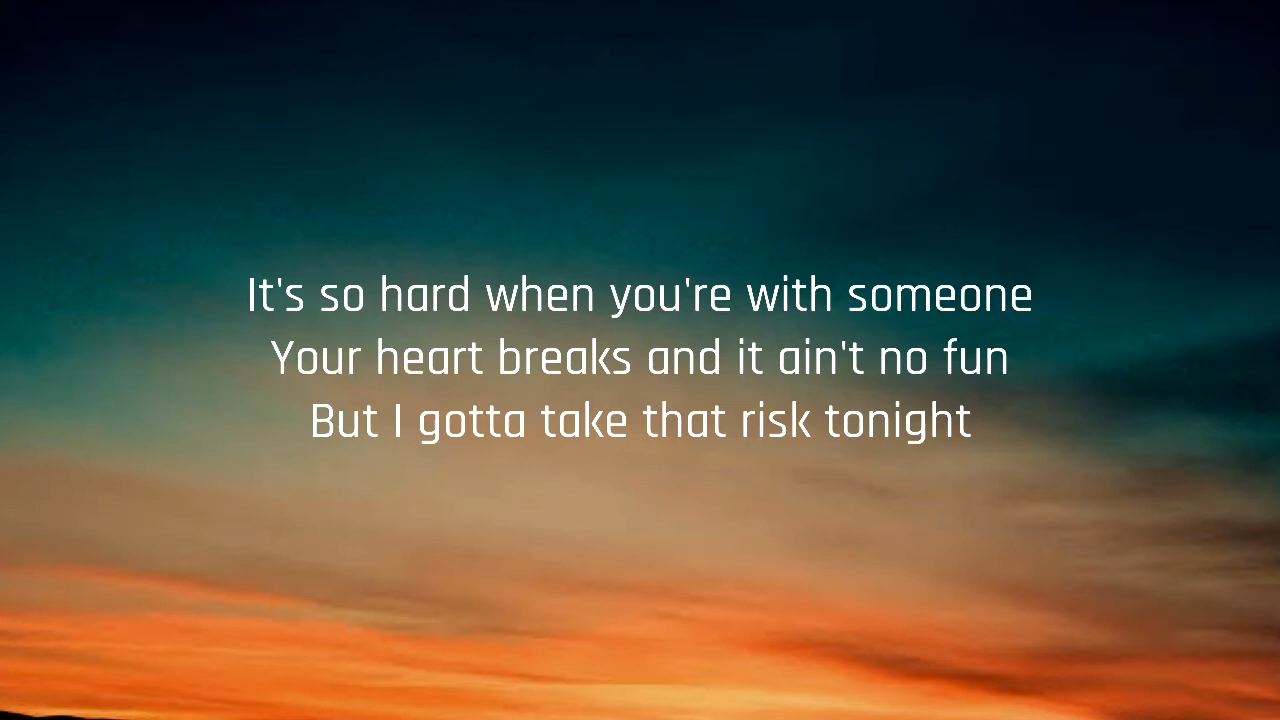 It's so hard when you're with someone
Your heart breaks and it ain't no fun
But I gotta take that risk tonight